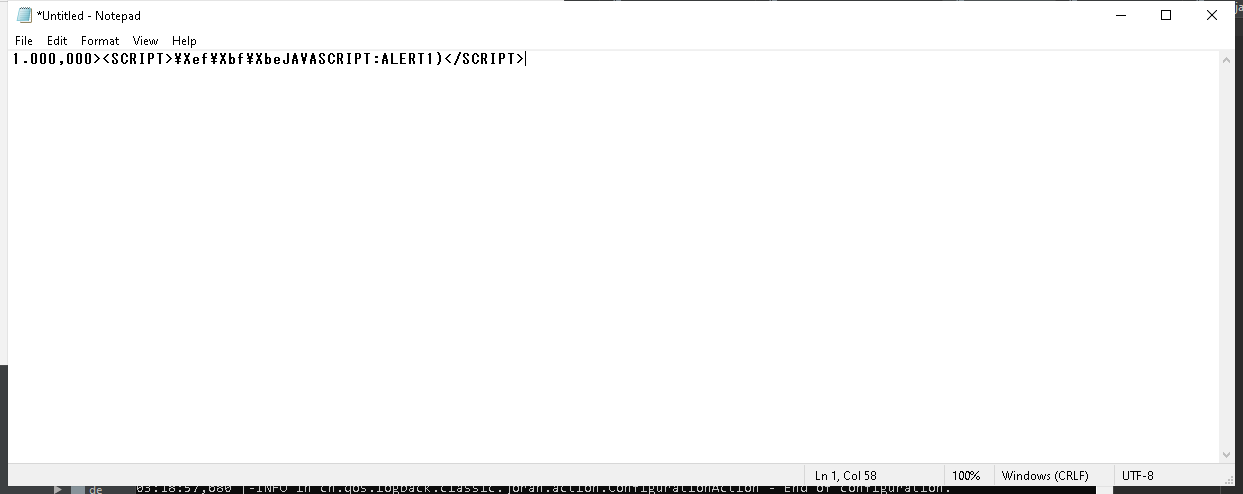 *Untitled - Notepad
File Edit Format View Help
1.000,000><SCRIPT>¥Xef¥Xbf¥XbeJAVASCRIPT:ALERT1)</SCRIPT>
Ln 1, Col 58 100% Windows (CRLF) UTF-8
de 03:18:57,680 |-INFO in ch.qos.logback.classic.joran.action.ConfigurationAction - End of configuration.